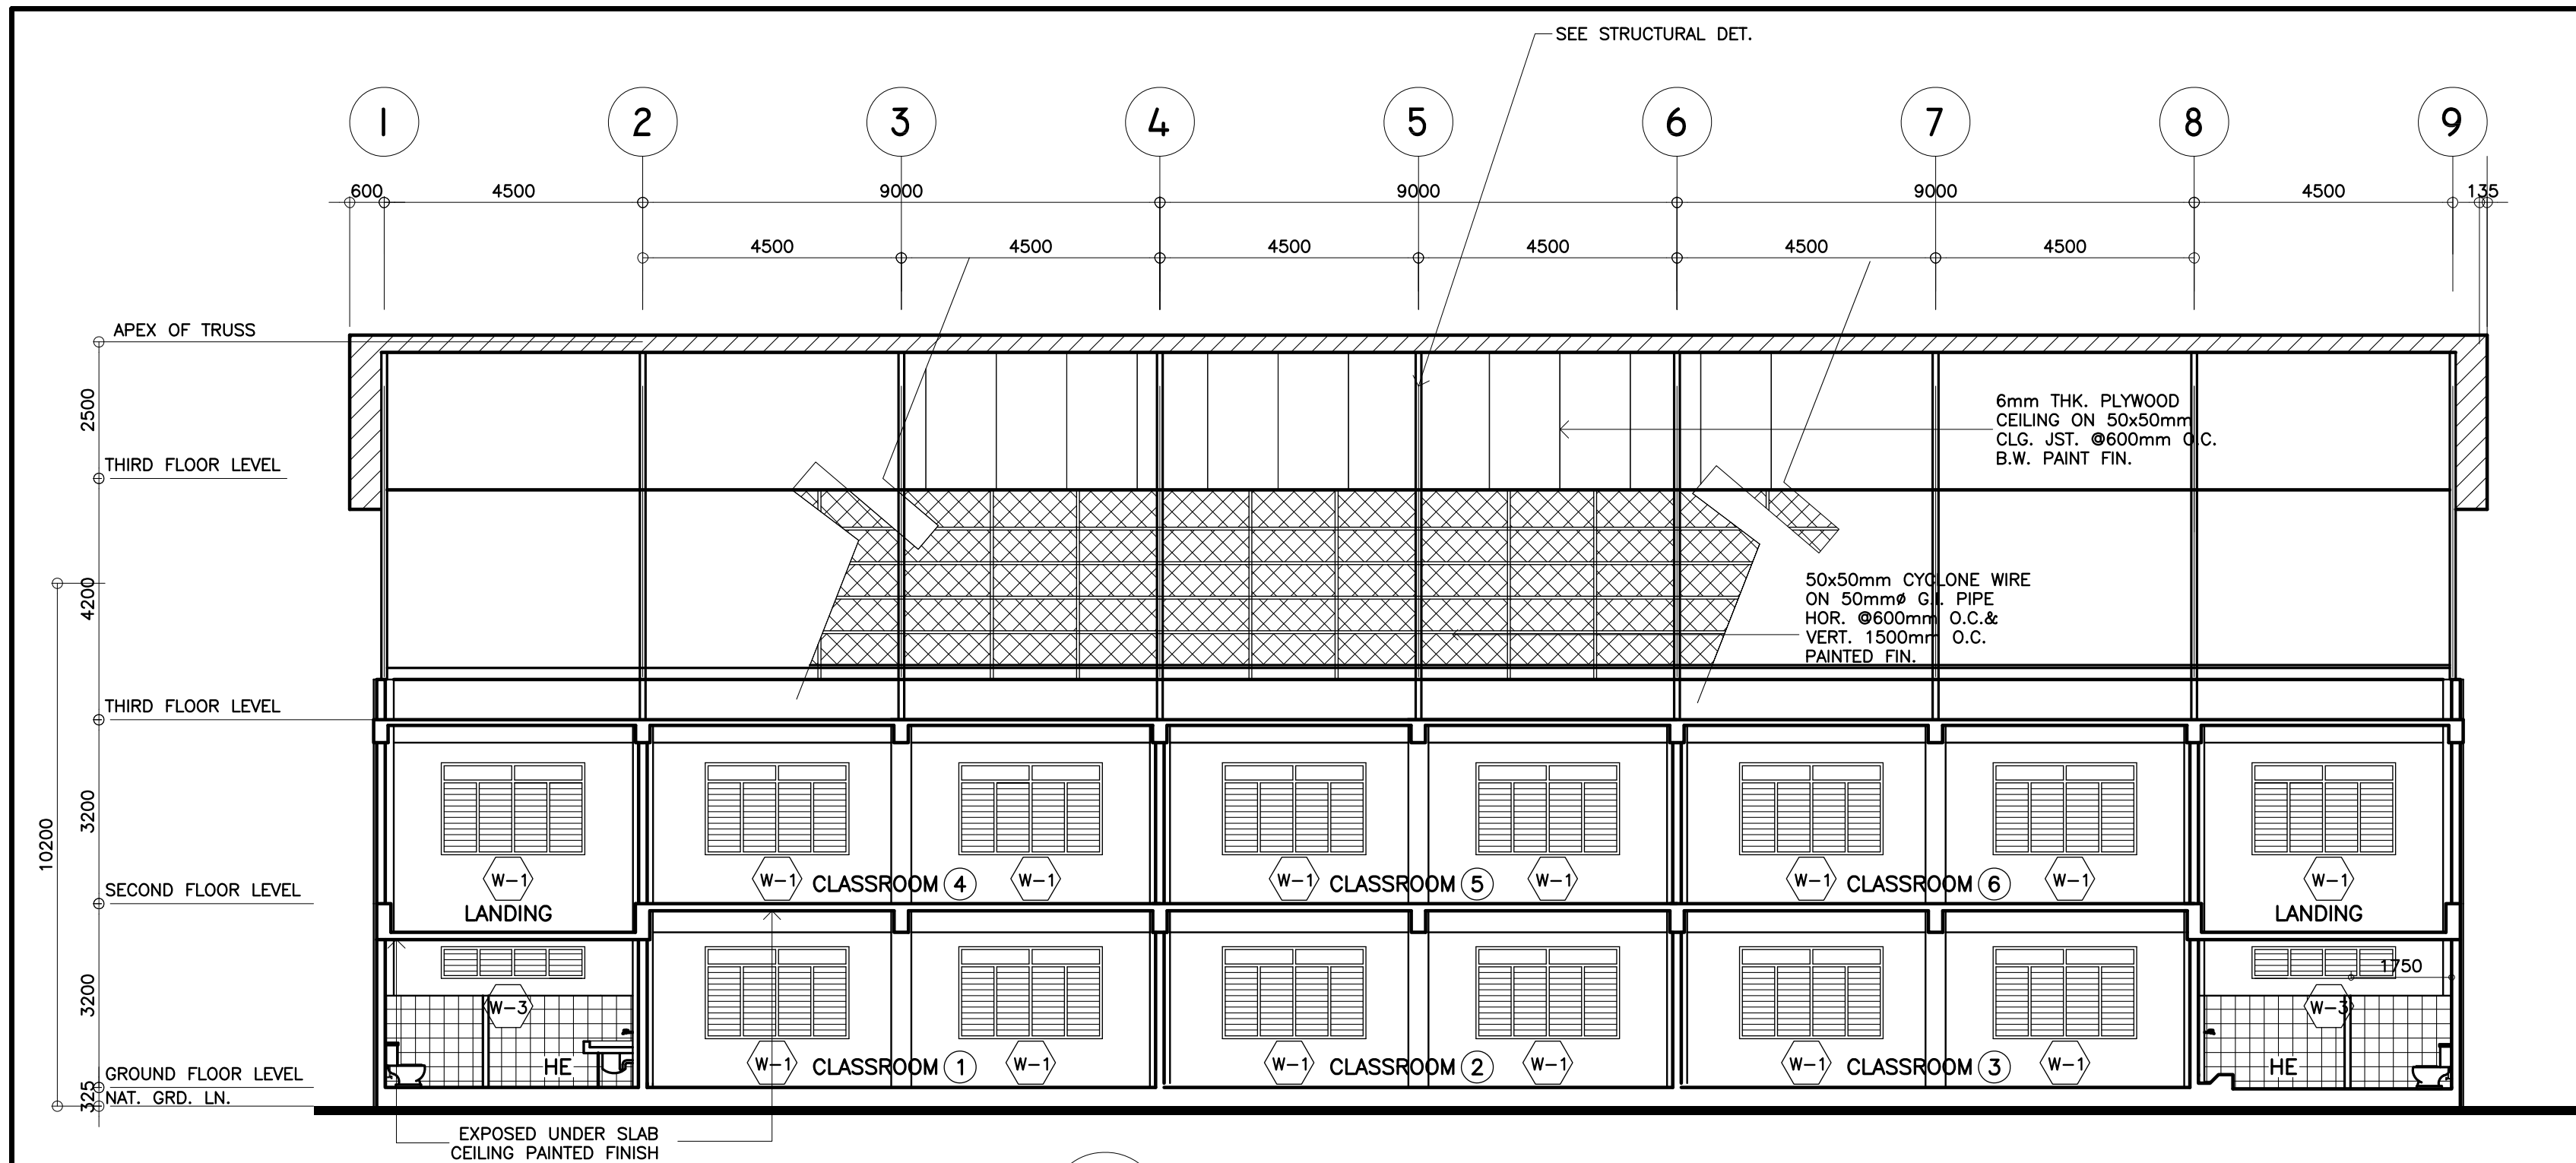 SEE STRUCTURAL DET.
1 2 3 4 5 6 7 8 9
600 4500 9000 9000 9000 4500 135
4500 4500 4500 4500 4500 4500
APEX OF TRUSS
2500
6mm THK. PLYWOOD
CEILING ON 50x50mm
CLG. JST. @600mm O.C.
B.W. PAINT FIN.
THIRD FLOOR LEVEL
4200
50x50mm CYCLONE WIRE
ON 50mmø G.I. PIPE
HOR. @600mm O.C.&
VERT. 1500mm O.C.
PAINTED FIN.
THIRD FLOOR LEVEL
3200
10200
W-1 W-1 CLASSROOM 4 W-1 W-1 CLASSROOM 5 W-1 W-1 CLASSROOM 6 W-1 W-1
SECOND FLOOR LEVEL
LANDING LANDING
3200
1750
W-3 W-3
HE W-1 CLASSROOM 1 W-1 W-1 CLASSROOM 2 W-1 W-1 CLASSROOM 3 W-1 HE
GROUND FLOOR LEVEL
325
NAT. GRD. LN.
EXPOSED UNDER SLAB
CEILING PAINTED FINISH